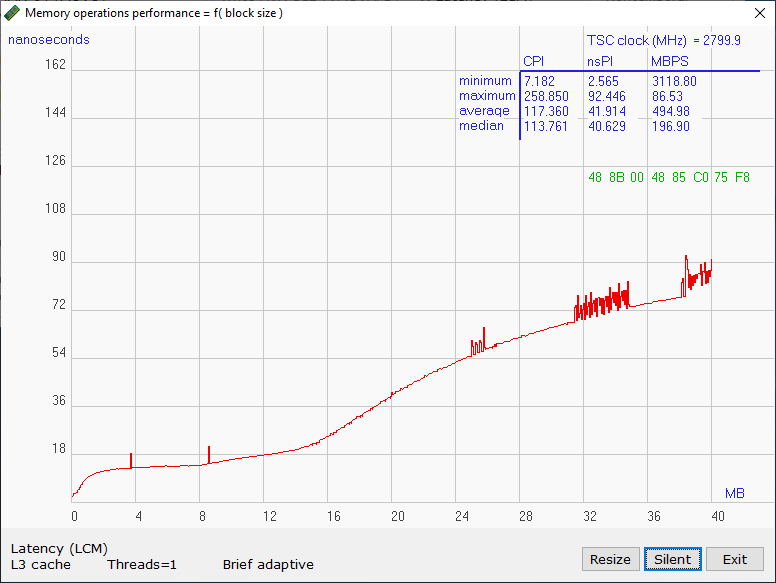 Memory operations performance = f( block size )
nanoseconds
TSC clock (MHz) = 2799.9
CPI nsPI MBPS
minimum 7.182 2.565 3118.80
maximum 258.850 92.446 86.53
average 117.360 41.914 494.98
median 113.761 40.629 196.90
48 8B 00 48 85 C0 75 F8
162
144
126
108
90
72
54
36
18
MB
0 4 8 12 16 20 24 28 32 36 40
Latency (LCM)
L3 cache Threads=1 Brief adaptive
Resize Silent Exit